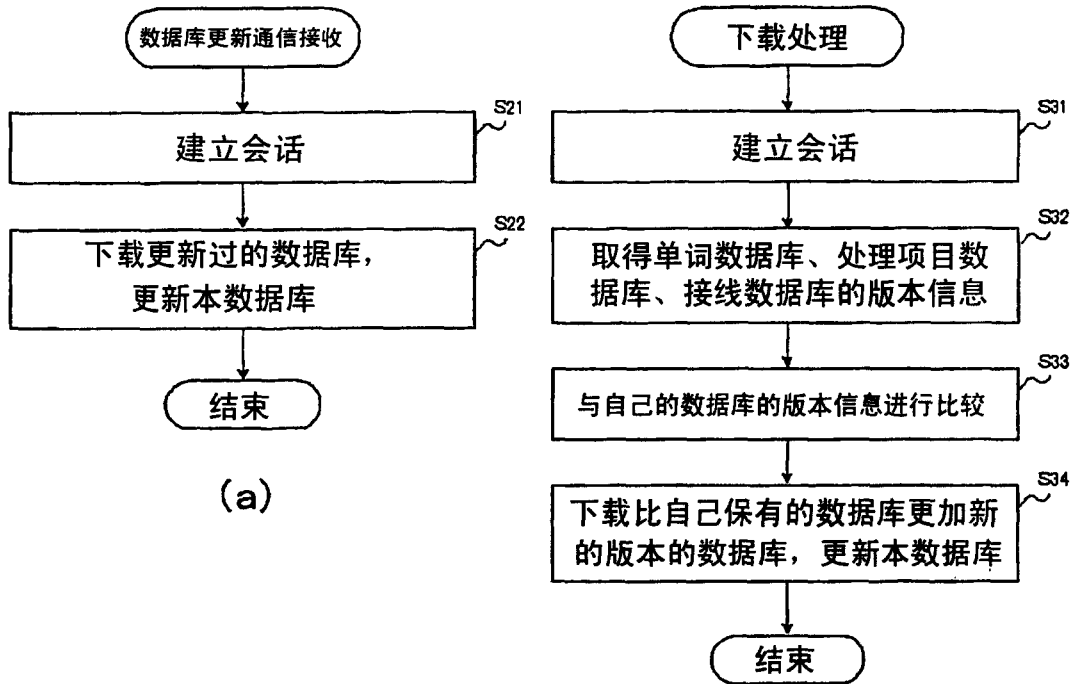 数据库更新通信接收
S21
建立会话
S22
下载更新过的数据库，
更新本数据库
结束
(a)
下载处理
S31
建立会话
S32
取得单词数据库、处理项目数
据库、接线数据库的版本信息
S33
与自己的数据库的版本信息进行比较
S34
下载比自己保有的数据库更加新
的版本的数据库，更新本数据库
结束